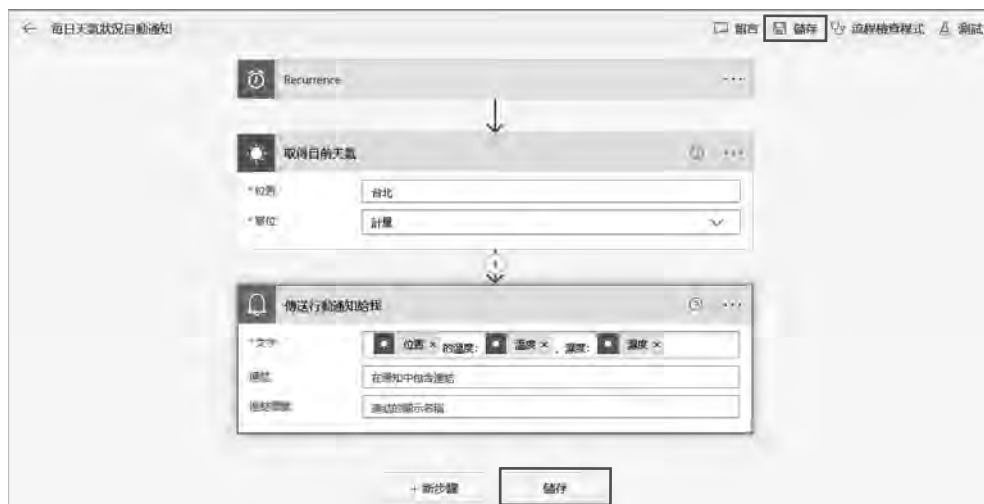 ← 每日天氣狀況自動通知 留言 儲存 流程檢查程式 測試
Recurrence
取得目前天氣
*位置 台北
*單位 計量
傳送行動通知給我
*文字 位置 × 的溫度: 溫度 × , 濕度: 濕度 ×
連結 在通知中包含連結
連結標籤 連結的顯示名稱
+ 新步驟 儲存